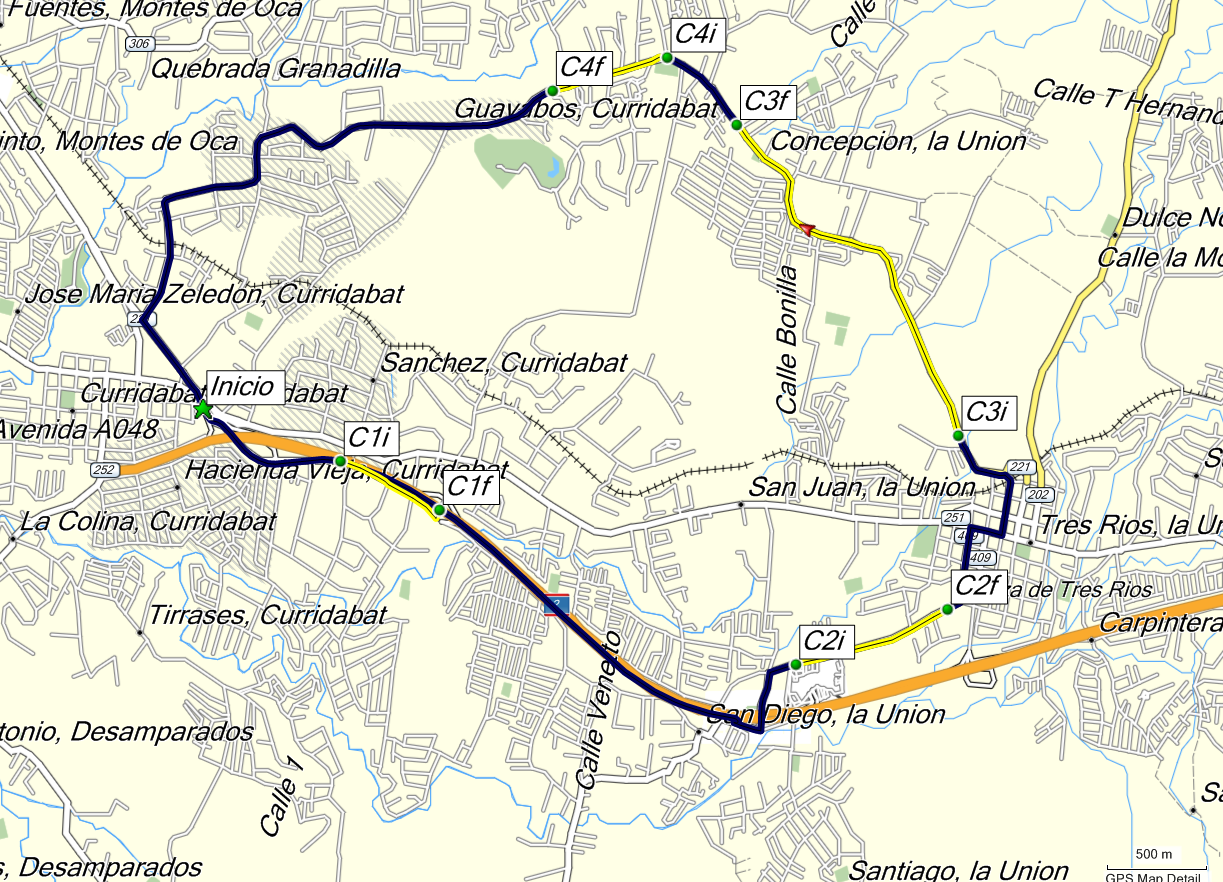 Fuentes, Montes de Oca
306
Quebrada Granadilla
Calle
C4i
C4f
C3f
Guayabos, Curridabat
Calle T Hernand
into, Montes de Oca
Concepcion, la Union
Dulce No
Calle la Mo
Jose Maria Zeledon, Curridabat
Calle Bonilla
Sanchez, Curridabat
Inicio
Curridabat
dabat
C3i
Avenida A048
C1i
252
Hacienda Vieja, Curridabat
221
C1f
San Juan, la Union
202
La Colina, Curridabat
251
Tres Rios, la Un
409
C2f
ra de Tres Rios
2
Tirrases, Curridabat
Carpintera
C2i
Calle Venetto
San Diego, la Union
tonio, Desamparados
Calle 1
500 m
s, Desamparados
Santiago, la Union
GPS Map Detail